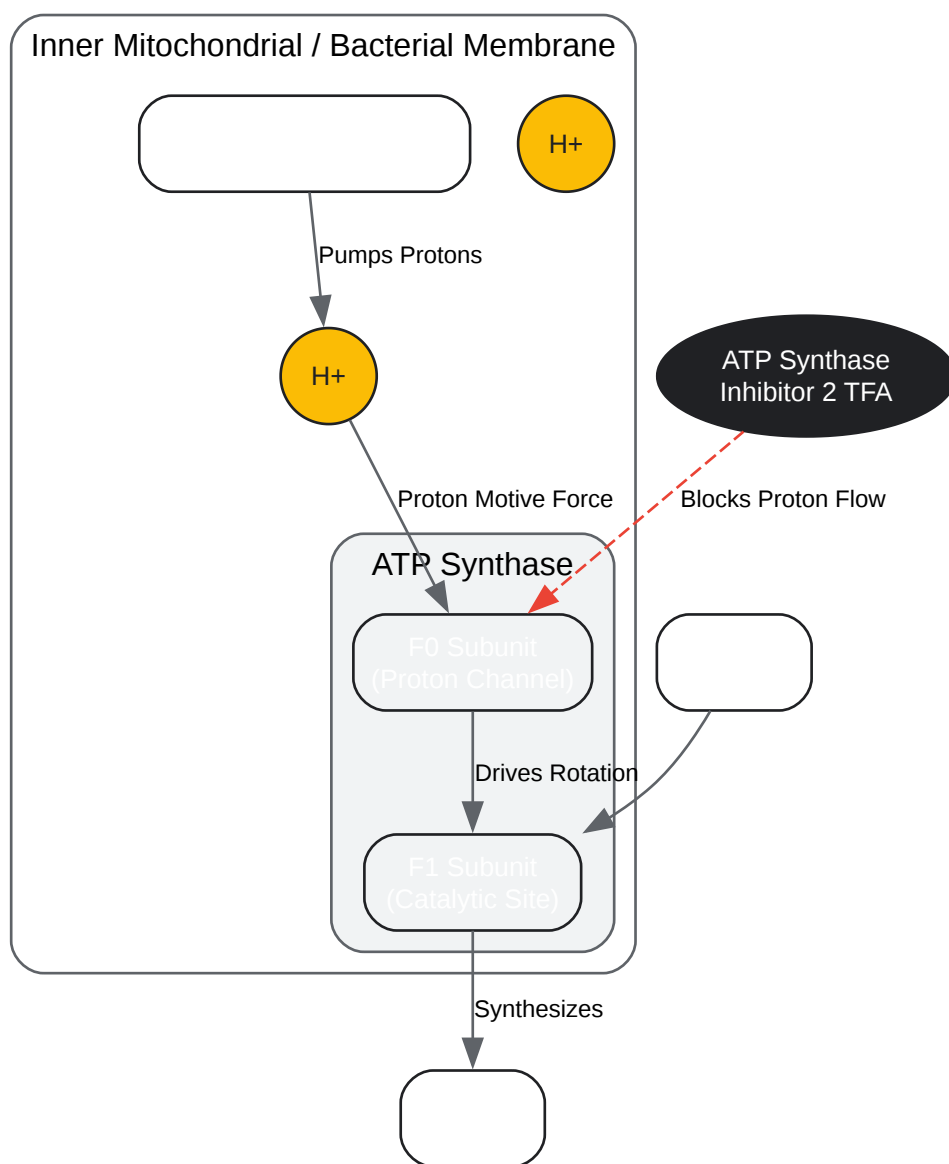 Inner Mitochondrial / Bacterial Membrane
H+
Pumps Protons
H+
ATP Synthase
Inhibitor 2 TFA
Proton Motive Force
Blocks Proton Flow
ATP Synthase
F0 Subunit
(Proton Channel)
Drives Rotation
F1 Subunit
(Catalytic Site)
Synthesizes